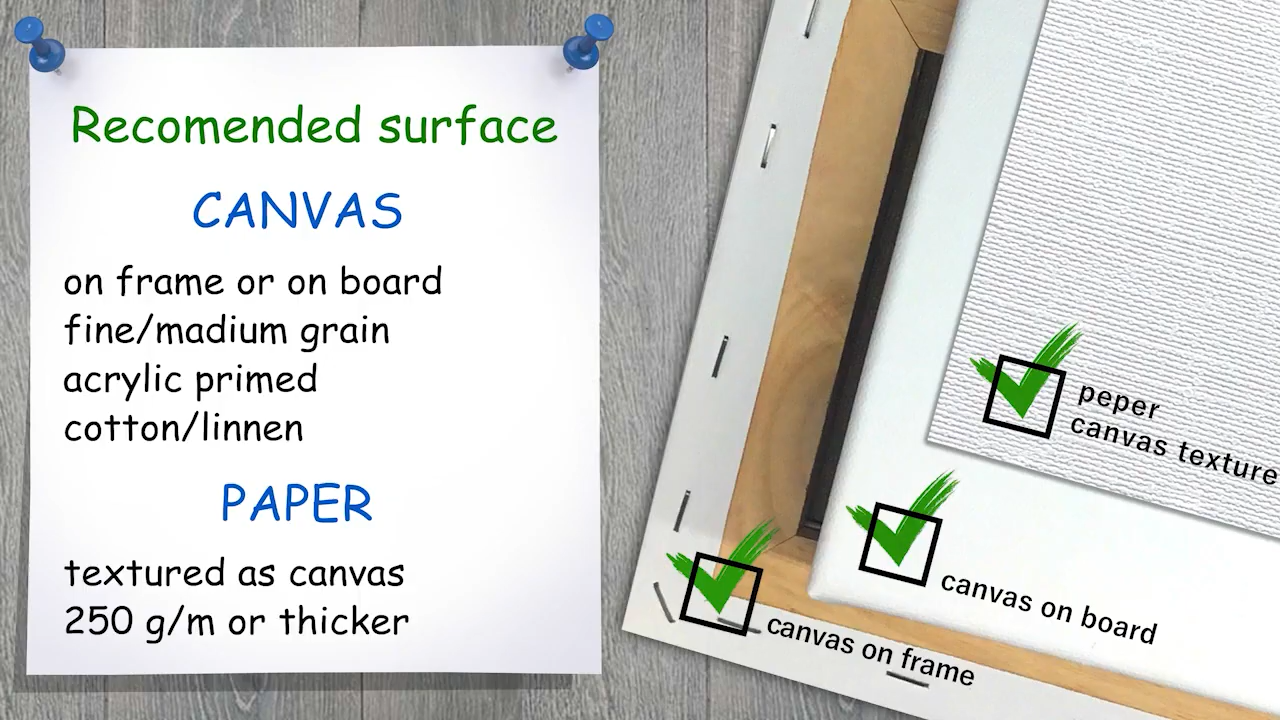 Recomended surface
CANVAS
on frame or on board
fine/madium grain
acrylic primed
cotton/linnen
PAPER
textured as canvas
250 g/m or thicker
peper
canvas texture
canvas on board
canvas on frame